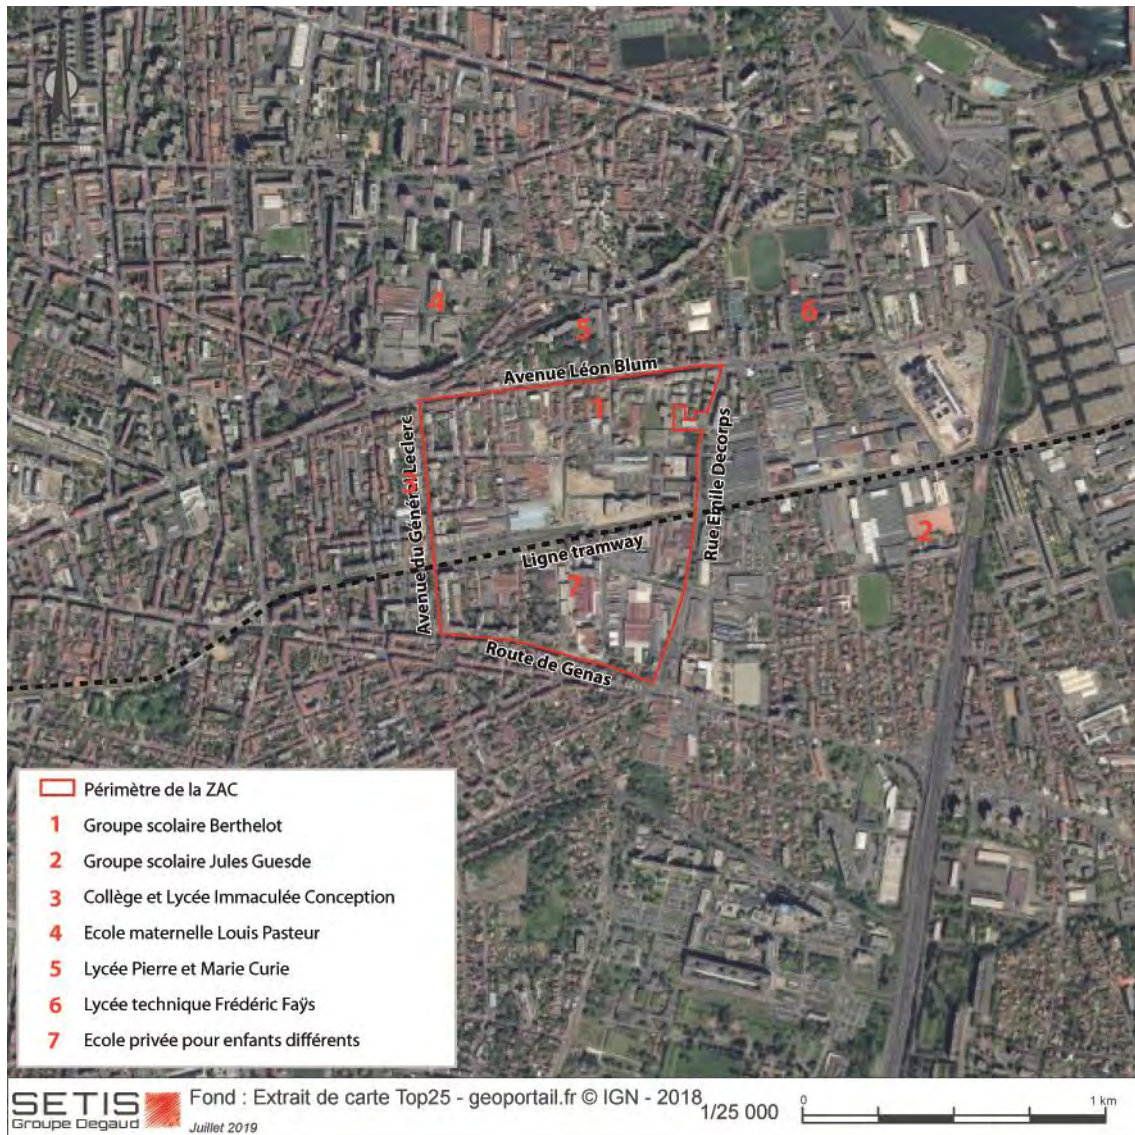 4
5
6
Avenue Léon Blum
1
Avenue du Général Leclerc
3
Rue Emile Decorps
2
Ligne tramway
7
Route de Genas
Périmètre de la ZAC
1 Groupe scolaire Berthelot
2 Groupe scolaire Jules Guesde
3 Collège et Lycée Immaculée Conception
4 Ecole maternelle Louis Pasteur
5 Lycée Pierre et Marie Curie
6 Lycée technique Frédéric Faÿs
7 Ecole privée pour enfants différents
SETIS
Groupe Degaud
Fond : Extrait de carte Top25 - geoportail.fr © IGN - 2018
Juillet 2019
1/25 000
0 1 km